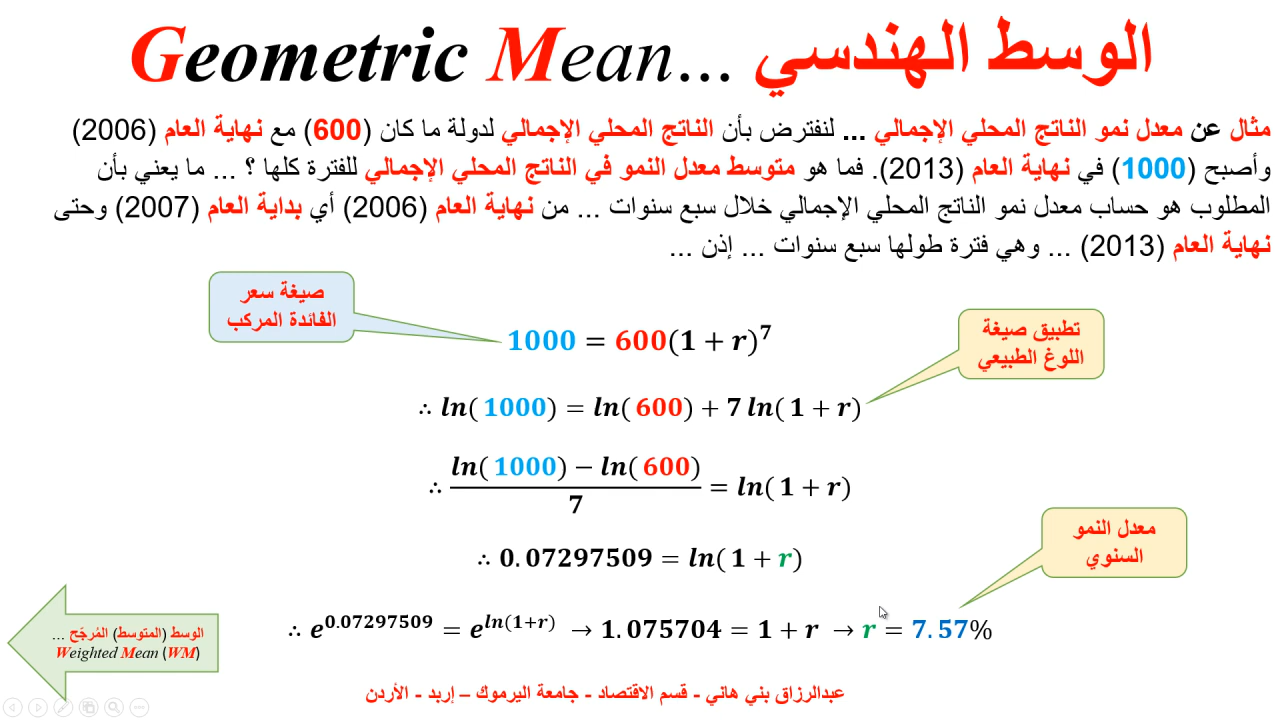 Geometric Mean... الوسط الهندسي
مثال عن معدل نمو الناتج المحلي الإجمالي ... لنفترض بأن الناتج المحلي الإجمالي لدولة ما كان (600) مع نهاية العام (2006)
وأصبح (1000) في نهاية العام (2013). فما هو متوسط معدل النمو في الناتج المحلي الإجمالي للفترة كلها ؟ ... ما يعني بأن
المطلوب هو حساب معدل نمو الناتج المحلي الإجمالي خلال سبع سنوات ... من نهاية العام (2006) أي بداية العام (2007) وحتى
نهاية العام (2013) ... وهي فترة طولها سبع سنوات ... إذن ...
صيغة سعر
الفائدة المركب
1000 = 600(1 + r)⁷
تطبيق صيغة
اللوغ الطبيعي
∴ ln( 1000) = ln( 600) + 7 ln( 1 + r)
∴ (ln( 1000) − ln( 600)) / 7 = ln( 1 + r)
∴ 0.07297509 = ln( 1 + r)
معدل النمو
السنوي
∴ e^0.07297509 = e^ln(1+r) → 1.075704 = 1 + r → r = 7.57%
الوسط (المتوسط) المُرجّح ...
Weighted Mean (WM)
عبدالرزاق بني هاني - قسم الاقتصاد - جامعة اليرموك – إربد - الأردن